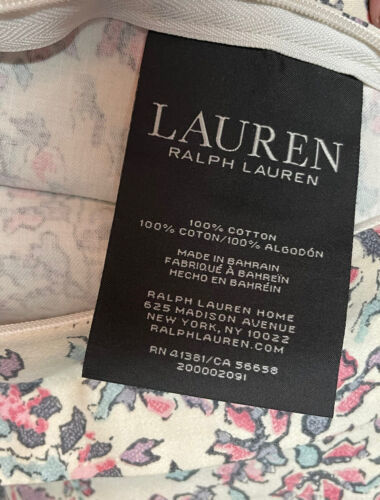 LAUREN
RALPH LAUREN
100% COTTON
100% COTON/100% ALGODÓN
MADE IN BAHRAIN
FABRIQUÉ À BAHREÏN
HECHO EN BAHRÉIN
RALPH LAUREN HOME
625 MADISON AVENUE
NEW YORK, NY 10022
RALPHLAUREN.COM
RN 41381/CA 56658
200002091